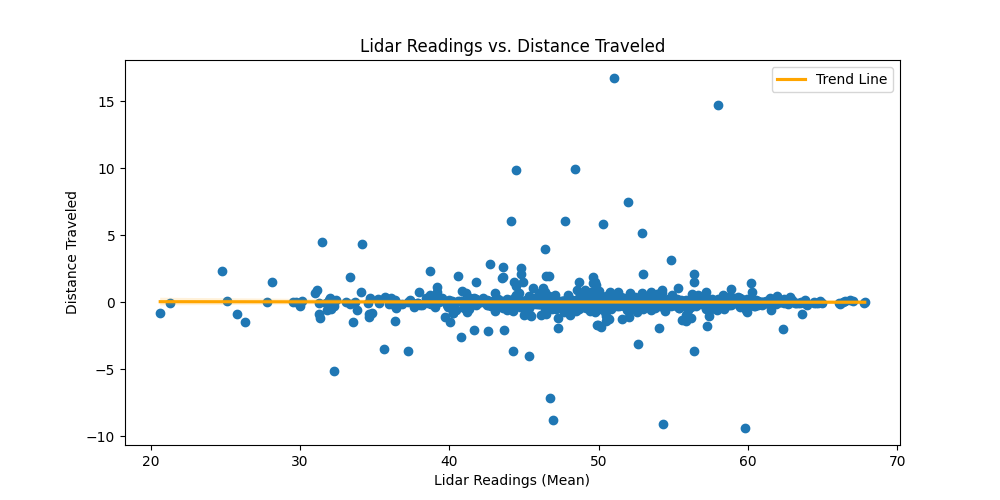 Lidar Readings vs. Distance Traveled
Trend Line
15
10
5
0
−5
−10
Distance Traveled
20 30 40 50 60 70
Lidar Readings (Mean)